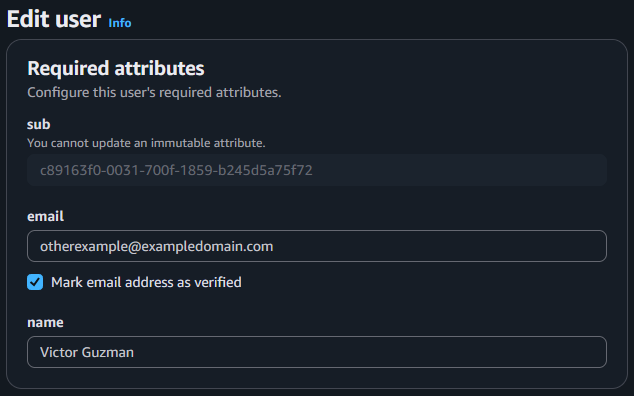 Edit user Info
Required attributes
Configure this user's required attributes.
sub
You cannot update an immutable attribute.
c89163f0-0031-700f-1859-b245d5a75f72
email
otherexample@exampledomain.com
Mark email address as verified
name
Victor Guzman